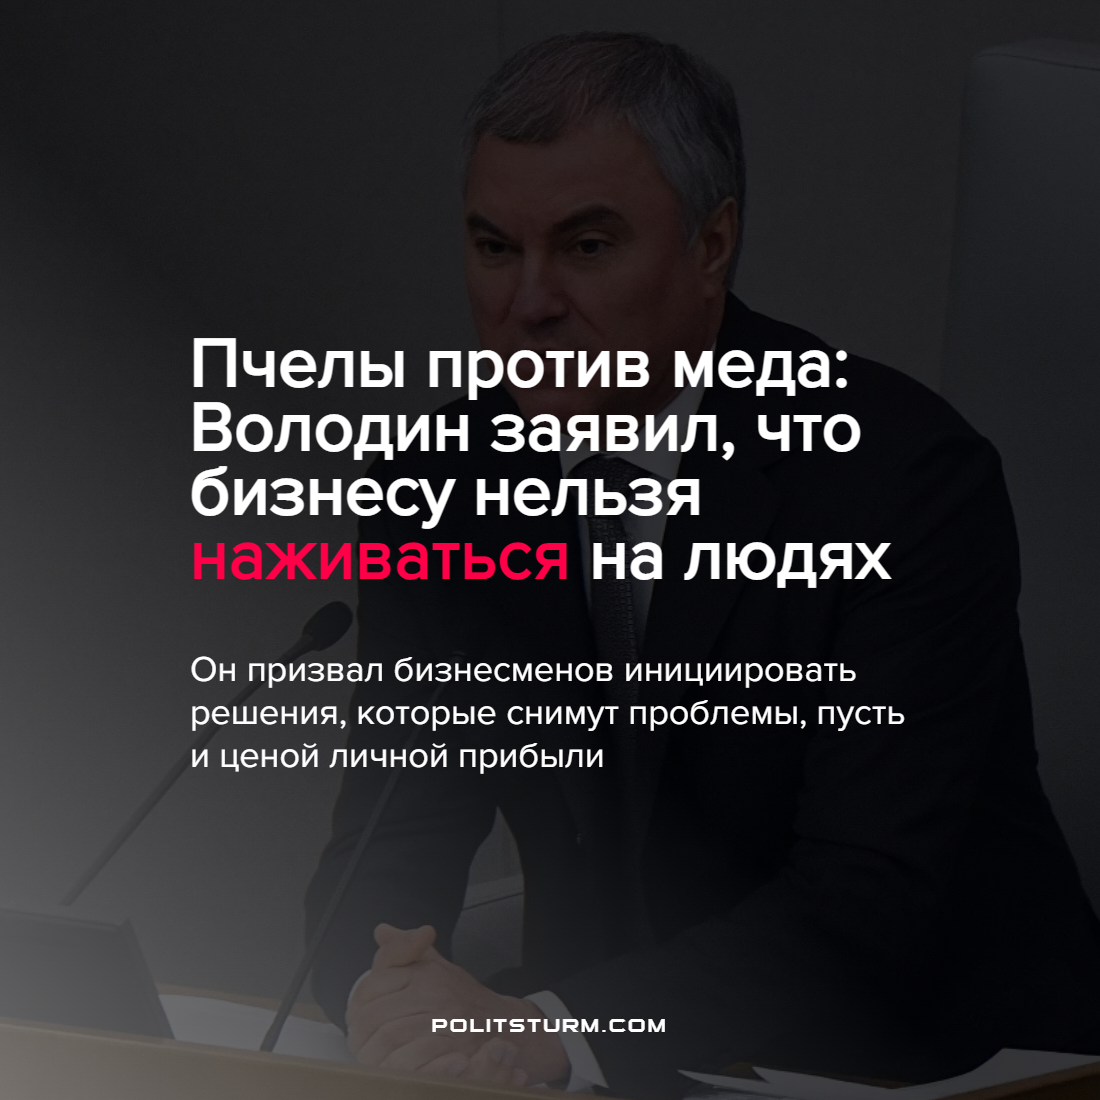 Пчелы против меда:
Володин заявил, что
бизнесу нельзя
наживаться на людях
Он призвал бизнесменов инициировать
решения, которые снимут проблемы, пусть
и ценой личной прибыли
POLITSTURM.COM